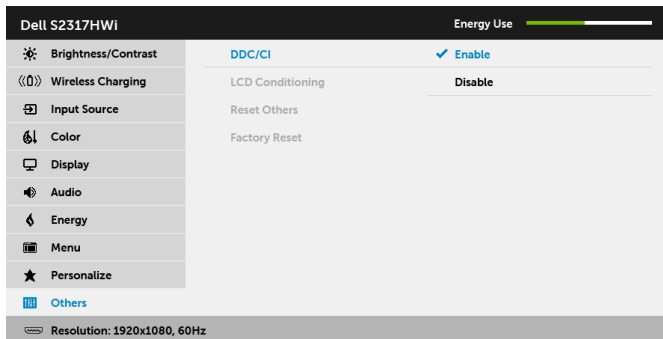 Dell S2317HWi Energy Use
Brightness/Contrast DDC/CI Enable
Wireless Charging LCD Conditioning Disable
Input Source Reset Others
Color Factory Reset
Display
Audio
Energy
Menu
Personalize
Others
Resolution: 1920x1080, 60Hz